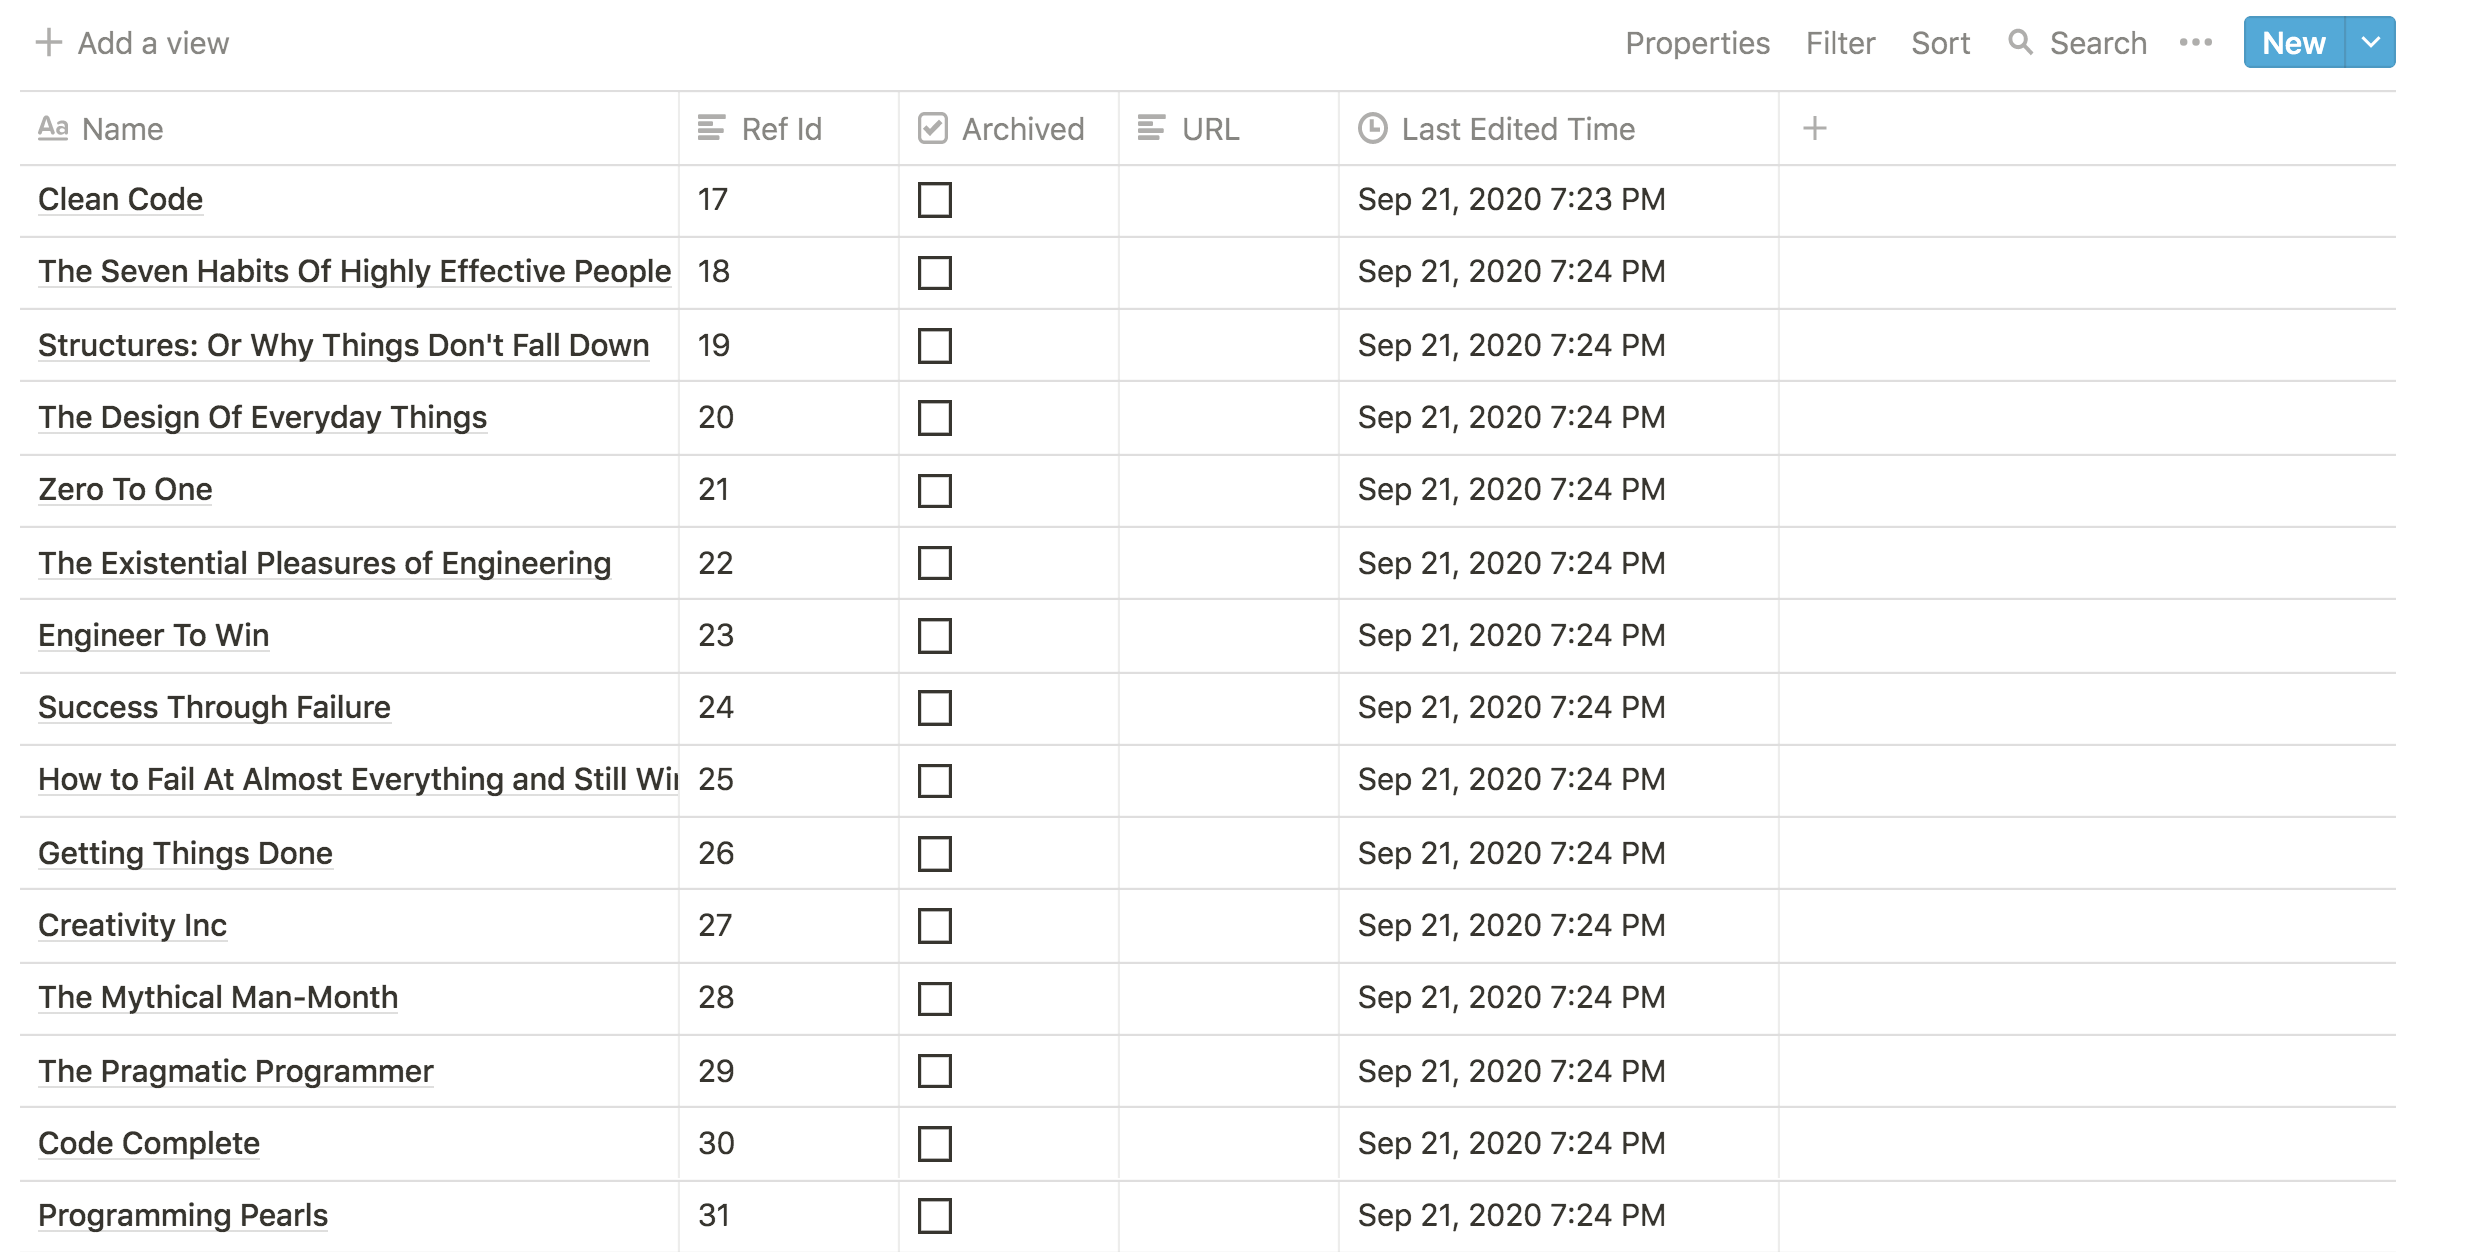 Add a view Properties Filter Sort Search New
Aa Name Ref Id Archived URL Last Edited Time
Clean Code 17 Sep 21, 2020 7:23 PM
The Seven Habits Of Highly Effective People 18 Sep 21, 2020 7:24 PM
Structures: Or Why Things Don't Fall Down 19 Sep 21, 2020 7:24 PM
The Design Of Everyday Things 20 Sep 21, 2020 7:24 PM
Zero To One 21 Sep 21, 2020 7:24 PM
The Existential Pleasures of Engineering 22 Sep 21, 2020 7:24 PM
Engineer To Win 23 Sep 21, 2020 7:24 PM
Success Through Failure 24 Sep 21, 2020 7:24 PM
How to Fail At Almost Everything and Still 25 Sep 21, 2020 7:24 PM
Getting Things Done 26 Sep 21, 2020 7:24 PM
Creativity Inc 27 Sep 21, 2020 7:24 PM
The Mythical Man-Month 28 Sep 21, 2020 7:24 PM
The Pragmatic Programmer 29 Sep 21, 2020 7:24 PM
Code Complete 30 Sep 21, 2020 7:24 PM
Programming Pearls 31 Sep 21, 2020 7:24 PM